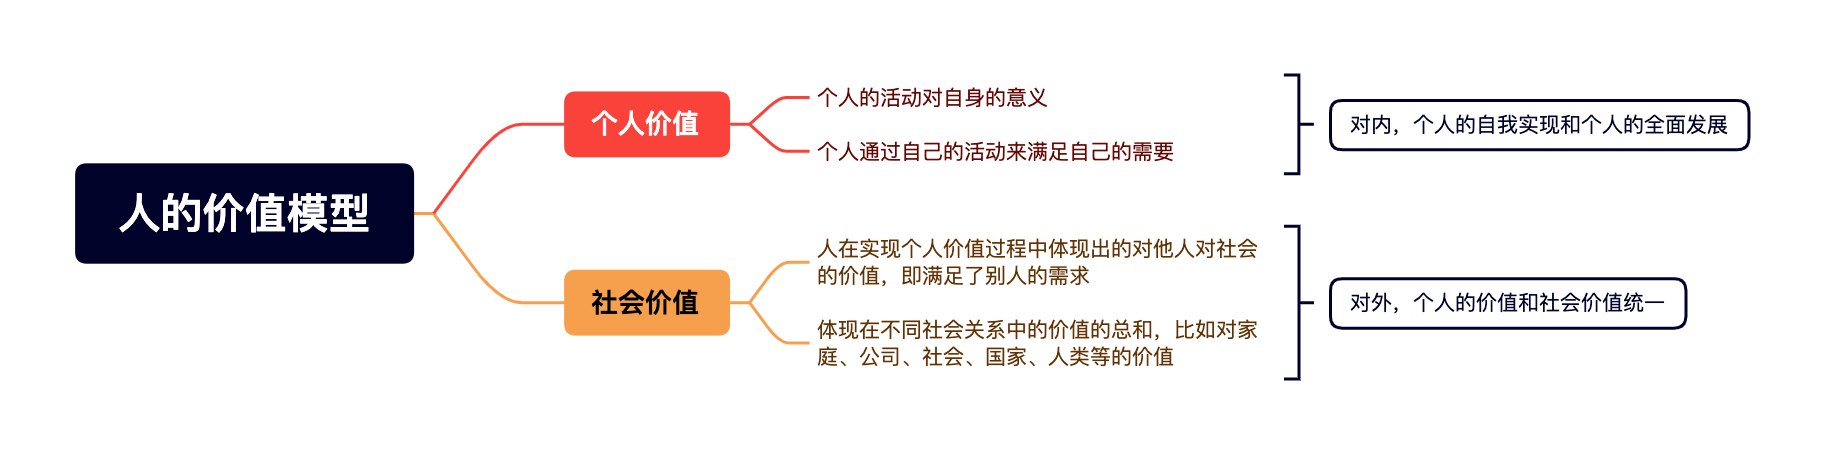 人的价值模型
个人价值
个人的活动对自身的意义
个人通过自己的活动来满足自己的需要
对内，个人的自我实现和个人的全面发展
社会价值
人在实现个人价值过程中体现出的对他人对社会
的价值，即满足了别人的需求
体现在不同社会关系中的价值的总和，比如对家
庭、公司、社会、国家、人类等的价值
对外，个人的价值和社会价值统一